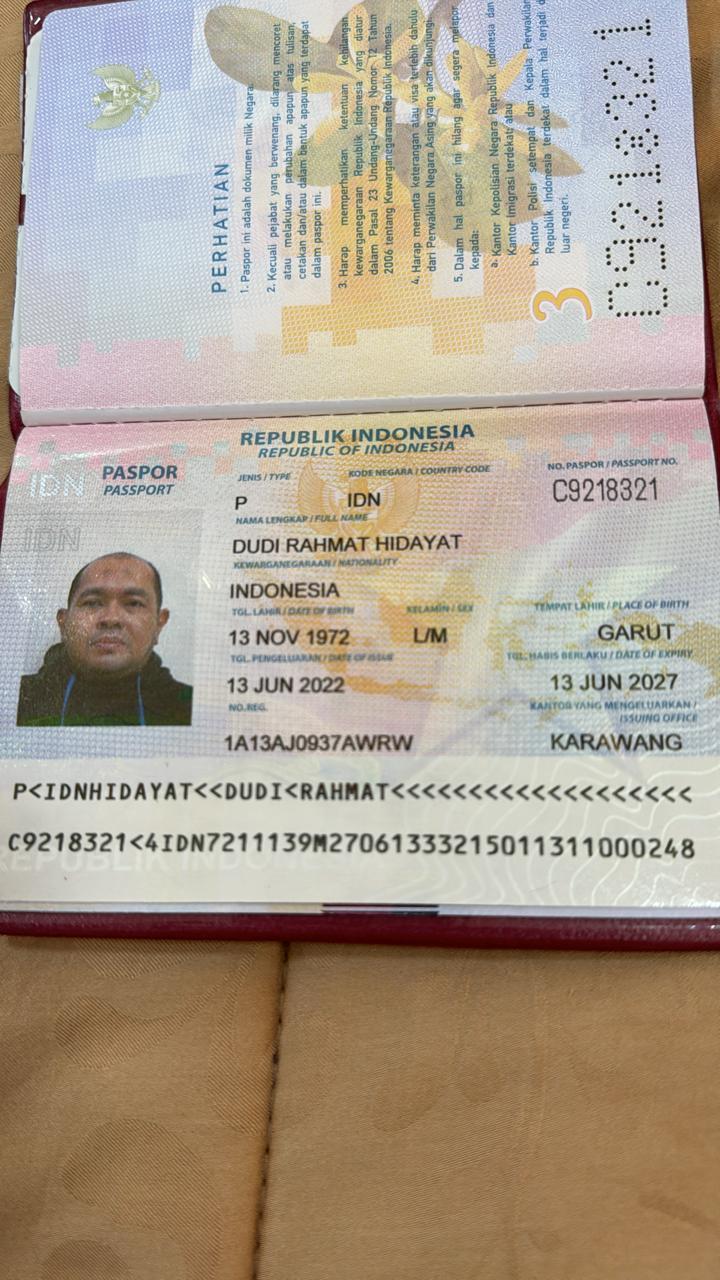 PERHATIAN
1. Paspor ini adalah dokumen milik Negara.
2. Kecuali pejabat yang berwenang, dilarang mencoret
atau melakukan perubahan apapun atas tulisan,
cetakan dan/atau dalam bentuk apapun yang terdapat
dalam paspor ini.
3. Harap memperhatikan ketentuan kehilangan
kewarganegaraan Republik Indonesia yang diatur
dalam Pasal 23 Undang-Undang Nomor 12 Tahun
2006 tentang Kewarganegaraan Republik Indonesia.
4. Harap meminta keterangan atau visa terlebih dahulu
dari Perwakilan Negara Asing yang akan dikunjungi.
5. Dalam hal paspor ini hilang agar segera melapor
kepada:
a. Kantor Kepolisian Negara Republik Indonesia dan
Kantor Imigrasi terdekat; atau
b. Kantor Polisi setempat dan Kepala Perwakilan
Republik Indonesia terdekat dalam hal terjadi d
luar negeri.
3
C9218321
REPUBLIK INDONESIA
REPUBLIC OF INDONESIA
IDN PASPOR
PASSPORT
IDN
JENIS / TYPE KODE NEGARA / COUNTRY CODE NO. PASPOR / PASSPORT NO.
P IDN C9218321
NAMA LENGKAP / FULL NAME
DUDI RAHMAT HIDAYAT
KEWARGANEGARAAN / NATIONALITY
INDONESIA
TGL. LAHIR / DATE OF BIRTH KELAMIN / SEX TEMPAT LAHIR / PLACE OF BIRTH
13 NOV 1972 L/M GARUT
TGL. PENGELUARAN / DATE OF ISSUE TGL. HABIS BERLAKU / DATE OF EXPIRY
13 JUN 2022 13 JUN 2027
NO. REG. KANTOR YANG MENGELUARKAN /
ISSUING OFFICE
1A13AJ0937AWRW KARAWANG
P<IDNHIDAYAT<<DUDI<RAHMAT<<<<<<<<<<<<<<<<<<<
C9218321<4IDN7211139M2706133332150113110002​48
REPUBLIK INDONESIA